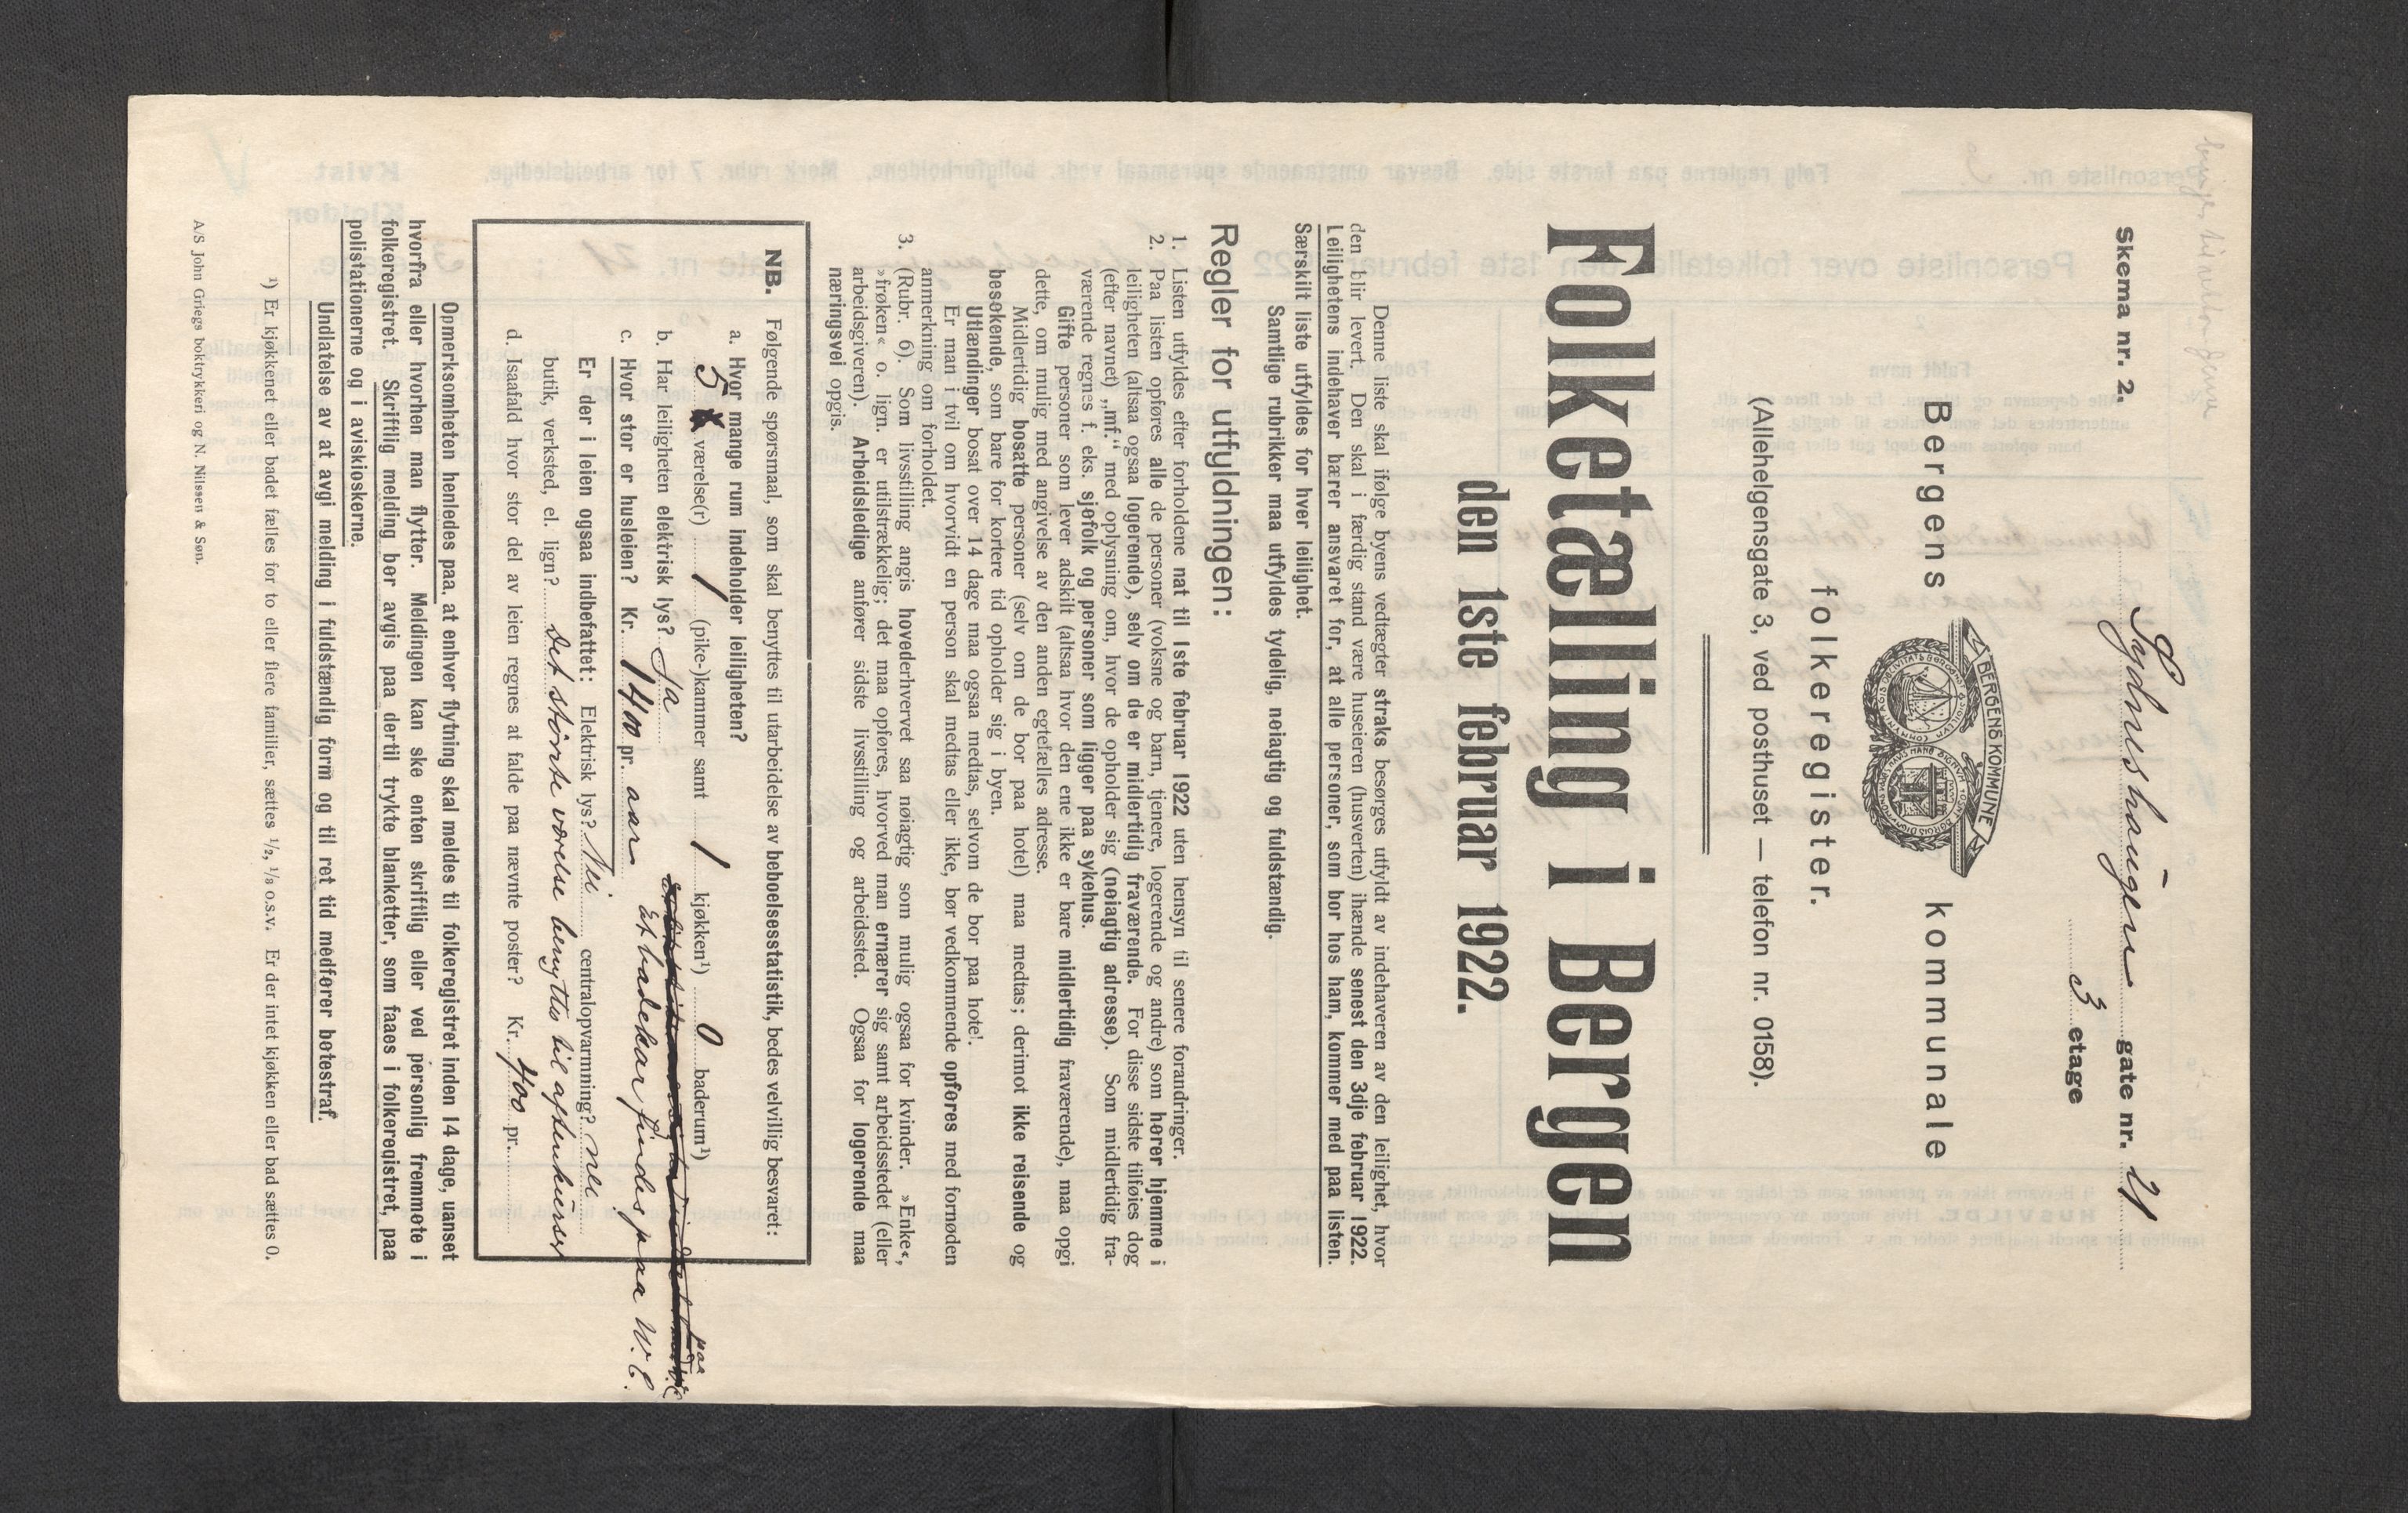 Skema nr. 2.
Sydneshaugen gate nr. 21
3 etage
Bergens kommunale
BERGENS KOMMUNE
folkeregister.
(Allehelgensgate 3, ved posthuset — telefon nr. 0158).
Folketælling i Bergen
den 1ste februar 1922.
Denne liste skal ifølge byens vedtægter straks besørges utfyldt av indehaveren av den leilighet, hvor
den blir levert. Den skal i færdig stand være huseieren (husverten) ihænde senest den 3dje februar 1922.
Leilighetens indehaver bærer ansvaret for, at alle personer, som bor hos ham, kommer med paa listen.
Særskilt liste utfyldes for hver leilighet.
Samtlige rubrikker maa utfyldes tydelig, nøiagtig og fuldstændig.
Regler for utfyldningen:
1. Listen utfyldes efter forholdene nat til 1ste februar 1922 uten hensyn til senere forandringer.
2. Paa listen opføres alle de personer (voksne og barn, tjenere, logerende og andre) som hører hjemme i
leiligheten (altsaa ogsaa logerende), selv om de er midlertidig fraværende. For disse sidste tilføies dog
(efter navnet) „mf“ med oplysning om, hvor de opholder sig (nøiagtig adresse). Som midlertidig fra-
værende regnes f. eks. sjøfolk og personer som ligger paa sykehus.
Gifte personer som lever adskilt (altsaa hvor den ene ikke er bare midlertidig fraværende), maa opgi
dette, om mulig med angivelse av den anden egtefælles adresse.
Midlertidig bosatte personer (selv om de bor paa hotel) maa medtas; derimot ikke reisende og
besøkende, som bare for kortere tid opholder sig i byen.
Utlændinger bosat over 14 dage maa ogsaa medtas, selvom de bor paa hotel.
Er man i tvil om hvorvidt en person skal medtas eller ikke, bør vedkommende opføres med fornøden
anmerkning om forholdet.
3. (Rubr. 6). Som livsstilling angis hovederhvervet saa nøiagtig som mulig ogsaa for kvinder. »Enke«,
»frøken« o. lign. er utilstrækkelig; det maa opføres, hvorved man ernærer sig samt arbeidsstedet (eller
arbeidsgiveren). Arbeidsledige anfører sidste livsstilling og arbeidssted. Ogsaa for logerende maa
næringsvei opgis.
NB. Følgende spørsmaal, som skal benyttes til utarbeidelse av beboelsesstatistik, bedes velvillig besvaret:
a. Hvor mange rum indeholder leiligheten?
5 værelse(r) 1 (pike-)kammer samt 1 kjøkken¹) 0 baderum¹)
b. Har leiligheten elektrisk lys? Ja
Et badekar findes paa W.C.
c. Hvor stor er husleien? Kr. 1400 pr. aar
Er der i leien ogsaa indbefattet: Elektrisk lys? Nei centralopvarmning? nei
butik, verksted, el. lign? Det største værelse benyttes til aftenkurser
d. Isaafald hvor stor del av leien regnes at falde paa nævnte poster? Kr. 400 pr.
Opmerksomheten henledes paa, at enhver flytning skal meldes til folkeregistret inden 14 dage, uanset
hvorfra eller hvorhen man flytter. Meldingen kan ske enten skriftlig eller ved personlig fremmøte i
folkeregistret. Skriftlig melding bør avgis paa dertil trykte blanketter, som faaes i folkeregistret, paa
polistationerne og i aviskioskerne.
Undlatelse av at avgi melding i fuldstændig form og til ret tid medfører bøtestraf.
¹) Er kjøkkenet eller badet fælles for to eller flere familier, sættes ¹/₂, ¹/₃ o.s.v. Er der intet kjøkken eller bad sættes 0.
A/S John Griegs boktrykkeri og N. Nilssen & Søn.